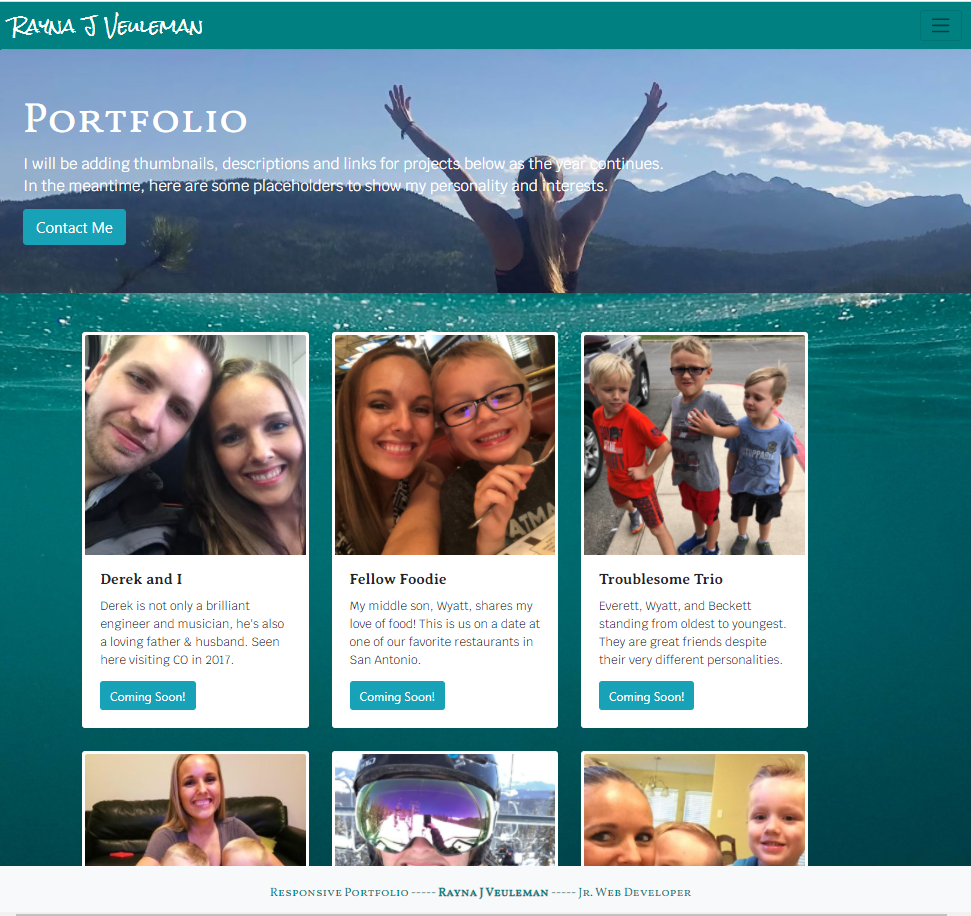 Rayna J Veuleman
Portfolio
I will be adding thumbnails, descriptions and links for projects below as the year continues.
In the meantime, here are some placeholders to show my personality and interests.
Contact Me
Derek and I
Derek is not only a brilliant
engineer and musician, he's also
a loving father & husband. Seen
here visiting CO in 2017.
Coming Soon!
Fellow Foodie
My middle son, Wyatt, shares my
love of food! This is us on a date at
one of our favorite restaurants in
San Antonio.
Coming Soon!
Troublesome Trio
Everett, Wyatt, and Beckett
standing from oldest to youngest.
They are great friends despite
their very different personalities.
Coming Soon!
Responsive Portfolio ----- Rayna J Veuleman ----- Jr. Web Developer